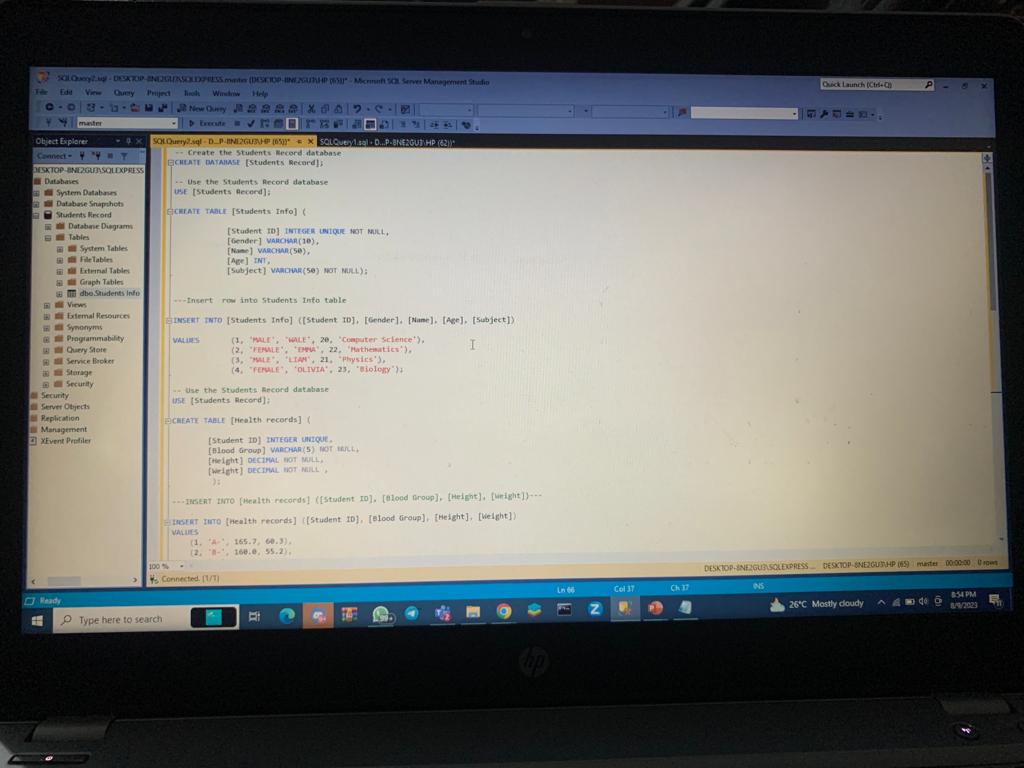 SQLQuery2.sql - DESKTOP-8NE2GU3\SQLEXPRESS.master (DESKTOP-8NE2GU3\HP (65))* - Microsoft SQL Server Management Studio
Quick Launch (Ctrl+Q)
File Edit View Query Project Tools Window Help
New Query
master
Execute
Object Explorer
SQLQuery2.sql - D...P-8NE2GU3\HP (65))*
SQLQuery1.sql - D...P-8NE2GU3\HP (62))*
Connect
DESKTOP-8NE2GU3\SQLEXPRESS
Databases
System Databases
Database Snapshots
Students Record
Database Diagrams
Tables
System Tables
FileTables
External Tables
Graph Tables
dbo.Students Info
Views
External Resources
Synonyms
Programmability
Query Store
Service Broker
Storage
Security
Security
Server Objects
Replication
Management
XEvent Profiler
-- Create the Students Record database
CREATE DATABASE [Students Record];
-- Use the Students Record database
USE [Students Record];
CREATE TABLE [Students Info] (
[Student ID] INTEGER UNIQUE NOT NULL,
[Gender] VARCHAR(10),
[Name] VARCHAR(50),
[Age] INT,
[Subject] VARCHAR(50) NOT NULL);
---Insert row into Students Info table
INSERT INTO [Students Info] ([Student ID], [Gender], [Name], [Age], [Subject])
VALUES (1, 'MALE', 'WALE', 20, 'Computer Science'),
(2, 'FEMALE', 'EMMA', 22, 'Mathematics'),
(3, 'MALE', 'LIAM', 21, 'Physics'),
(4, 'FEMALE', 'OLIVIA', 23, 'Biology');
-- Use the Students Record database
USE [Students Record];
CREATE TABLE [Health records] (
[Student ID] INTEGER UNIQUE,
[Blood Group] VARCHAR(5) NOT NULL,
[Height] DECIMAL NOT NULL,
[Weight] DECIMAL NOT NULL ,
);
---INSERT INTO [Health records] ([Student ID], [Blood Group], [Height], [Weight])---
INSERT INTO [Health records] ([Student ID], [Blood Group], [Height], [Weight])
VALUES
(1, 'A-', 165.7, 60.3),
(2, 'B-', 160.0, 55.2),
100 %
Connected. (1/1)
DESKTOP-8NE2GU3\SQLEXPRESS ... DESKTOP-8NE2GU3\HP (65) master 00:00:00 0 rows
Ready
Ln 66 Col 37 Ch 37 INS
Type here to search
99+
26°C Mostly cloudy
8:54 PM
8/9/2023
hp